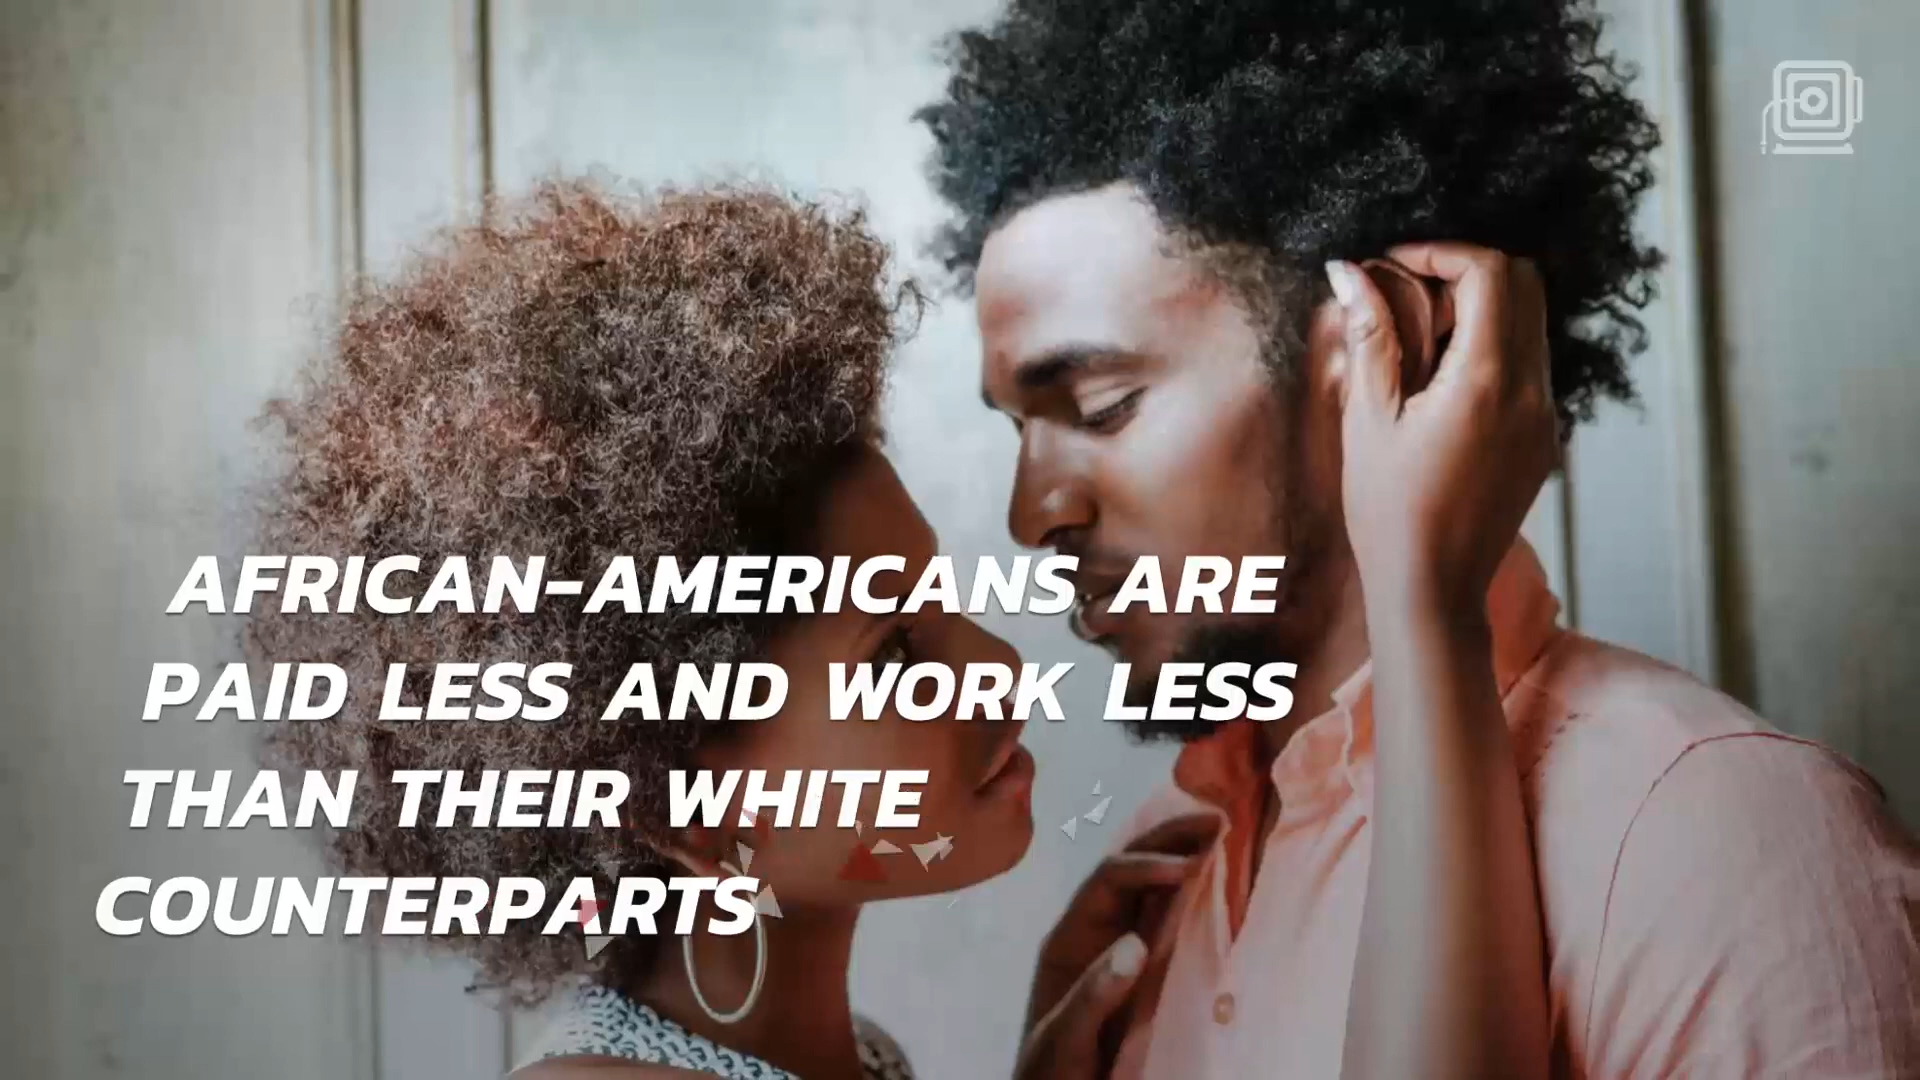 AFRICAN-AMERICANS ARE
PAID LESS AND WORK LESS
THAN THEIR WHITE
COUNTERPARTS